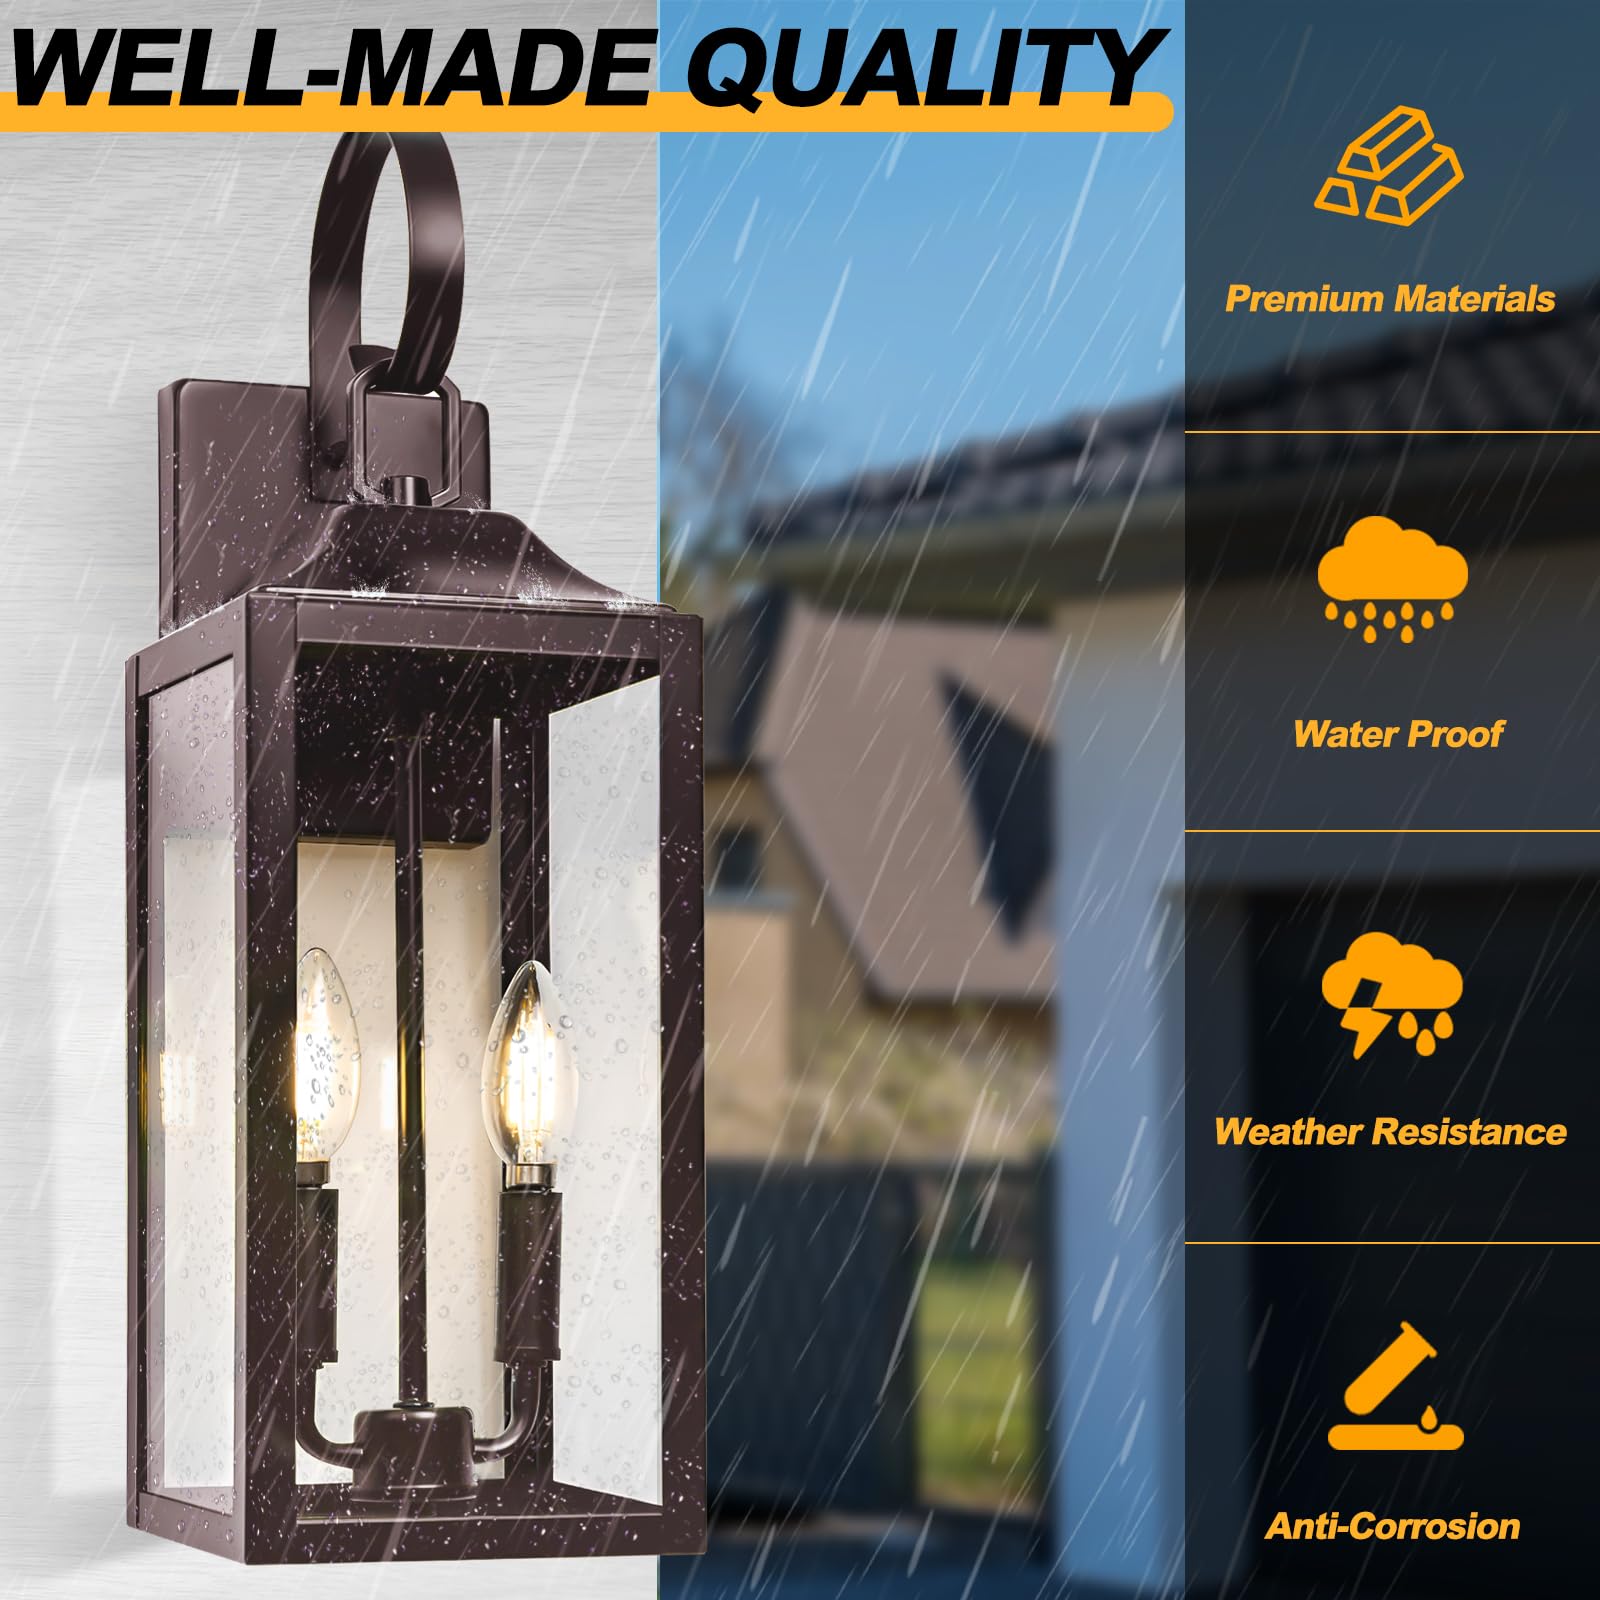 WELL-MADE QUALITY
Premium Materials
Water Proof
Weather Resistance
Anti-Corrosion